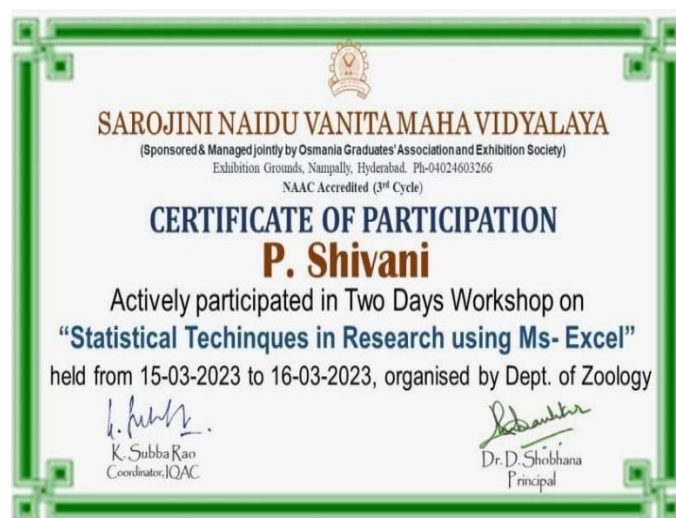 SAROJINI NAIDU VANITA MAHA VIDYALAYA
(Sponsored & Managed jointly by Osmania Graduates' Association and Exhibition Society)
Exhibition Grounds, Nampally, Hyderabad. Ph-04024603266
NAAC Accredited (3rd Cycle)
CERTIFICATE OF PARTICIPATION
P. Shivani
Actively participated in Two Days Workshop on
“Statistical Techinques in Research using Ms- Excel”
held from 15-03-2023 to 16-03-2023, organised by Dept. of Zoology
K. Subba Rao
Coordinator, IQAC
Dr. D. Shobhana
Principal